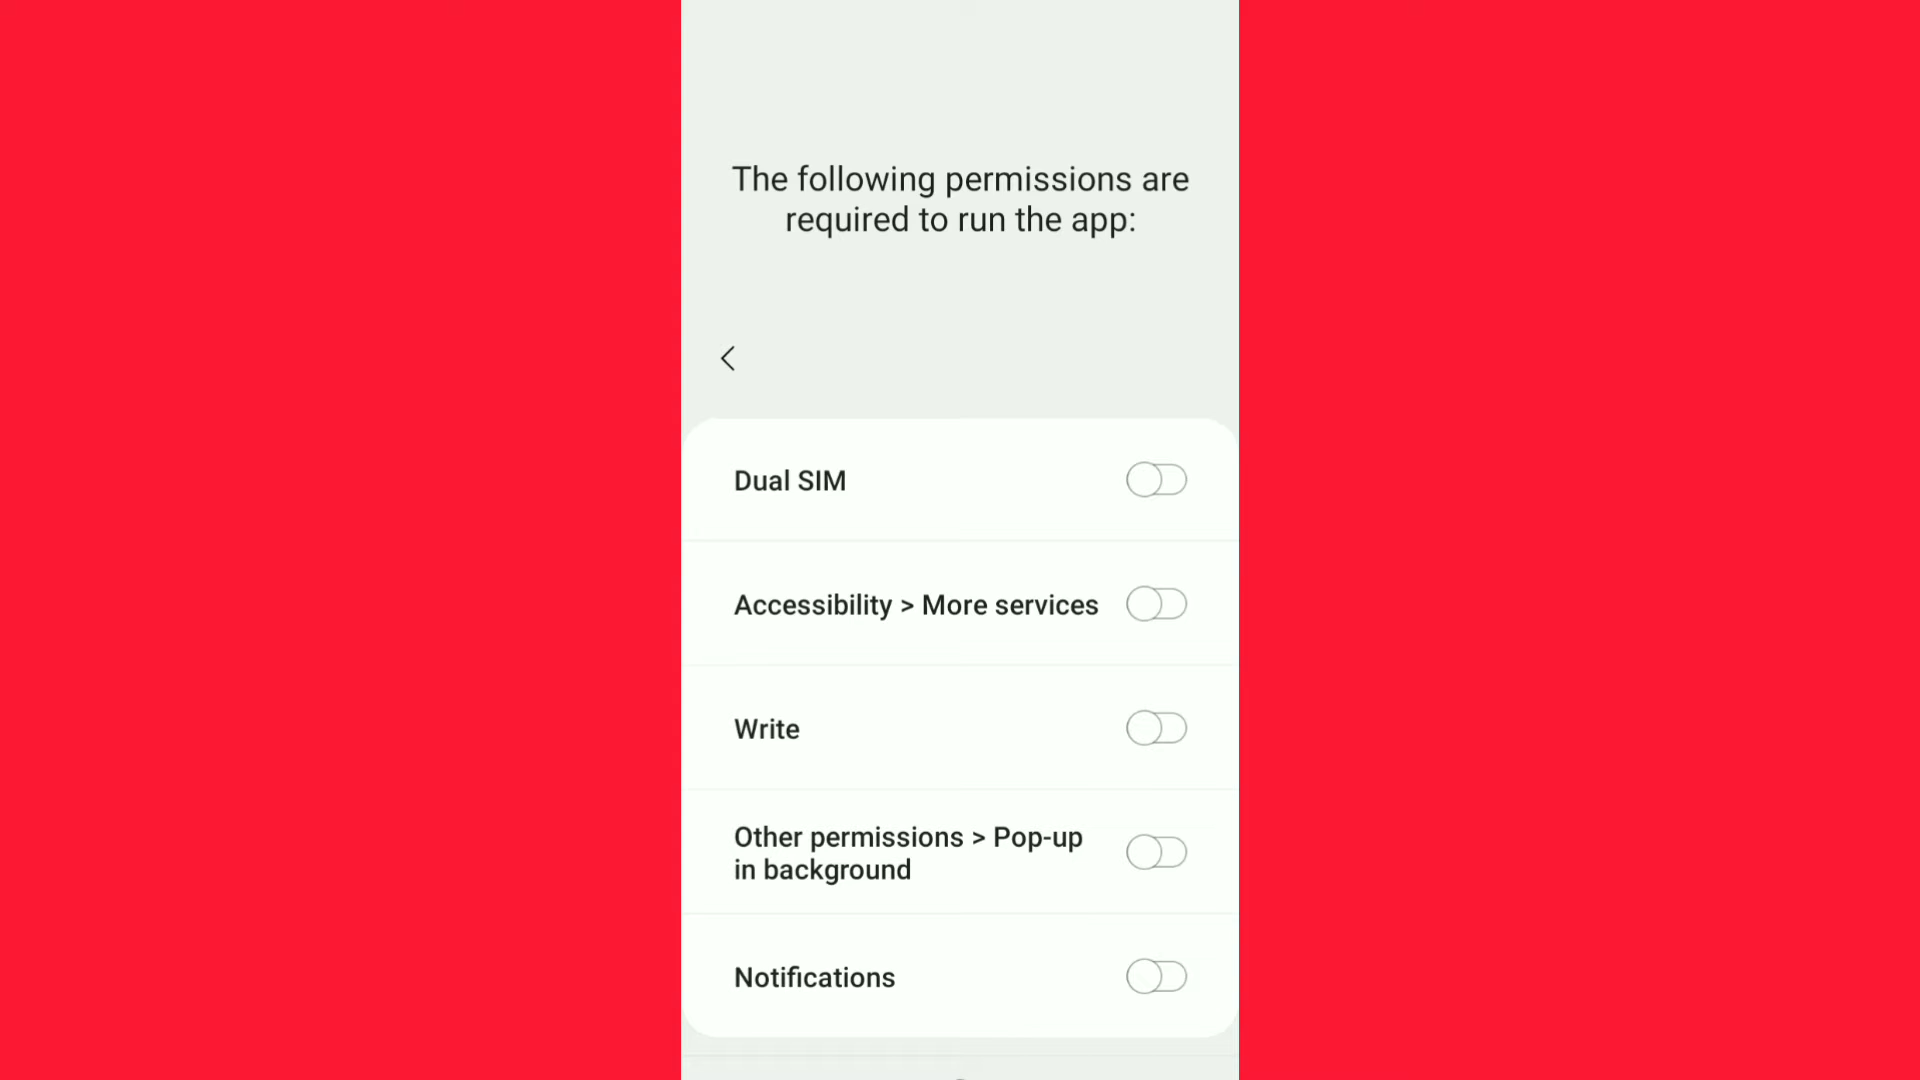 The following permissions are
required to run the app:
Dual SIM
Accessibility > More services
Write
Other permissions > Pop-up
in background
Notifications